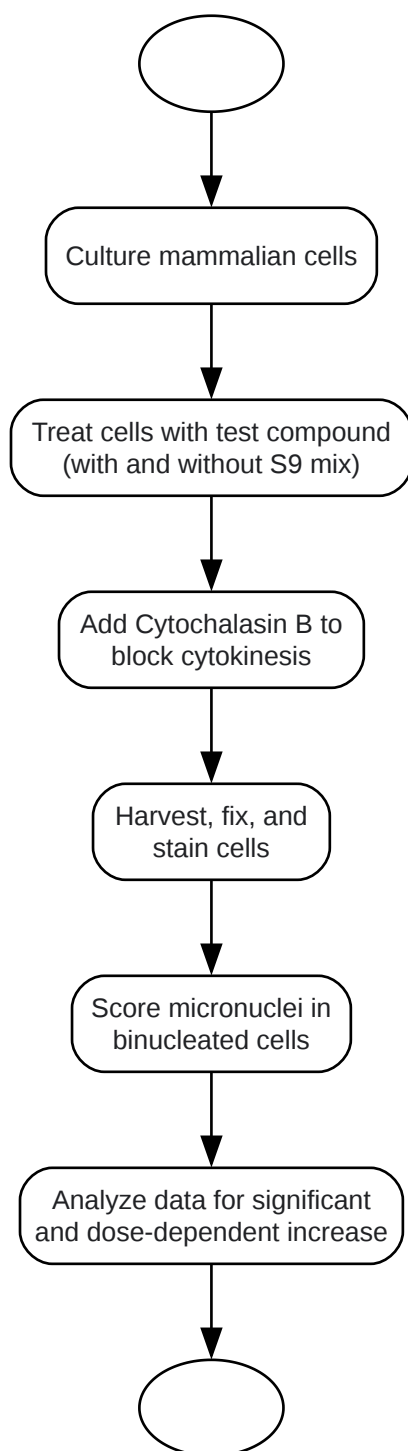 Culture mammalian cells
Treat cells with test compound
(with and without S9 mix)
Add Cytochalasin B to
block cytokinesis
Harvest, fix, and
stain cells
Score micronuclei in
binucleated cells
Analyze data for significant
and dose-dependent increase